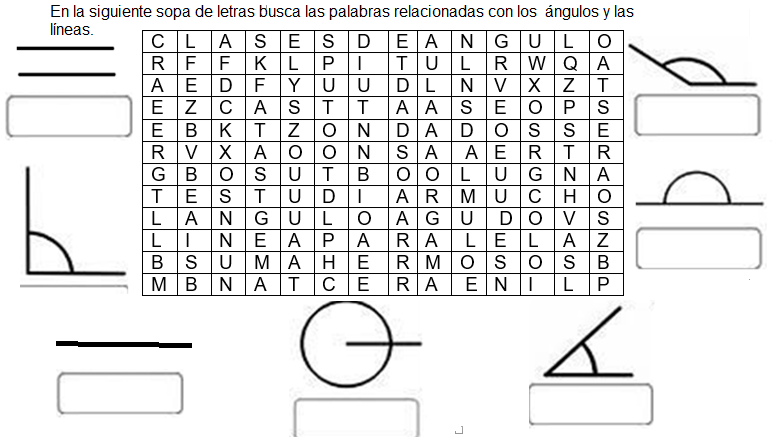 En la siguiente sopa de letras busca las palabras relacionadas con los ángulos y las
líneas.
C L A S E S D E A N G U L O
R F F K L P I T U L R W Q A
A E D F Y U U D L N V X Z T
E Z C A S T T A A S E O P S
E B K T Z O N D A D O S S E
R V X A O O N S A A E R T R
G B O S U T B O O L U G N A
T E S T U D I A R M U C H O
L A N G U L O A G U D O V S
L I N E A P A R A L E L A Z
B S U M A H E R M O S O S B
M B N A T C E R A E N I L P